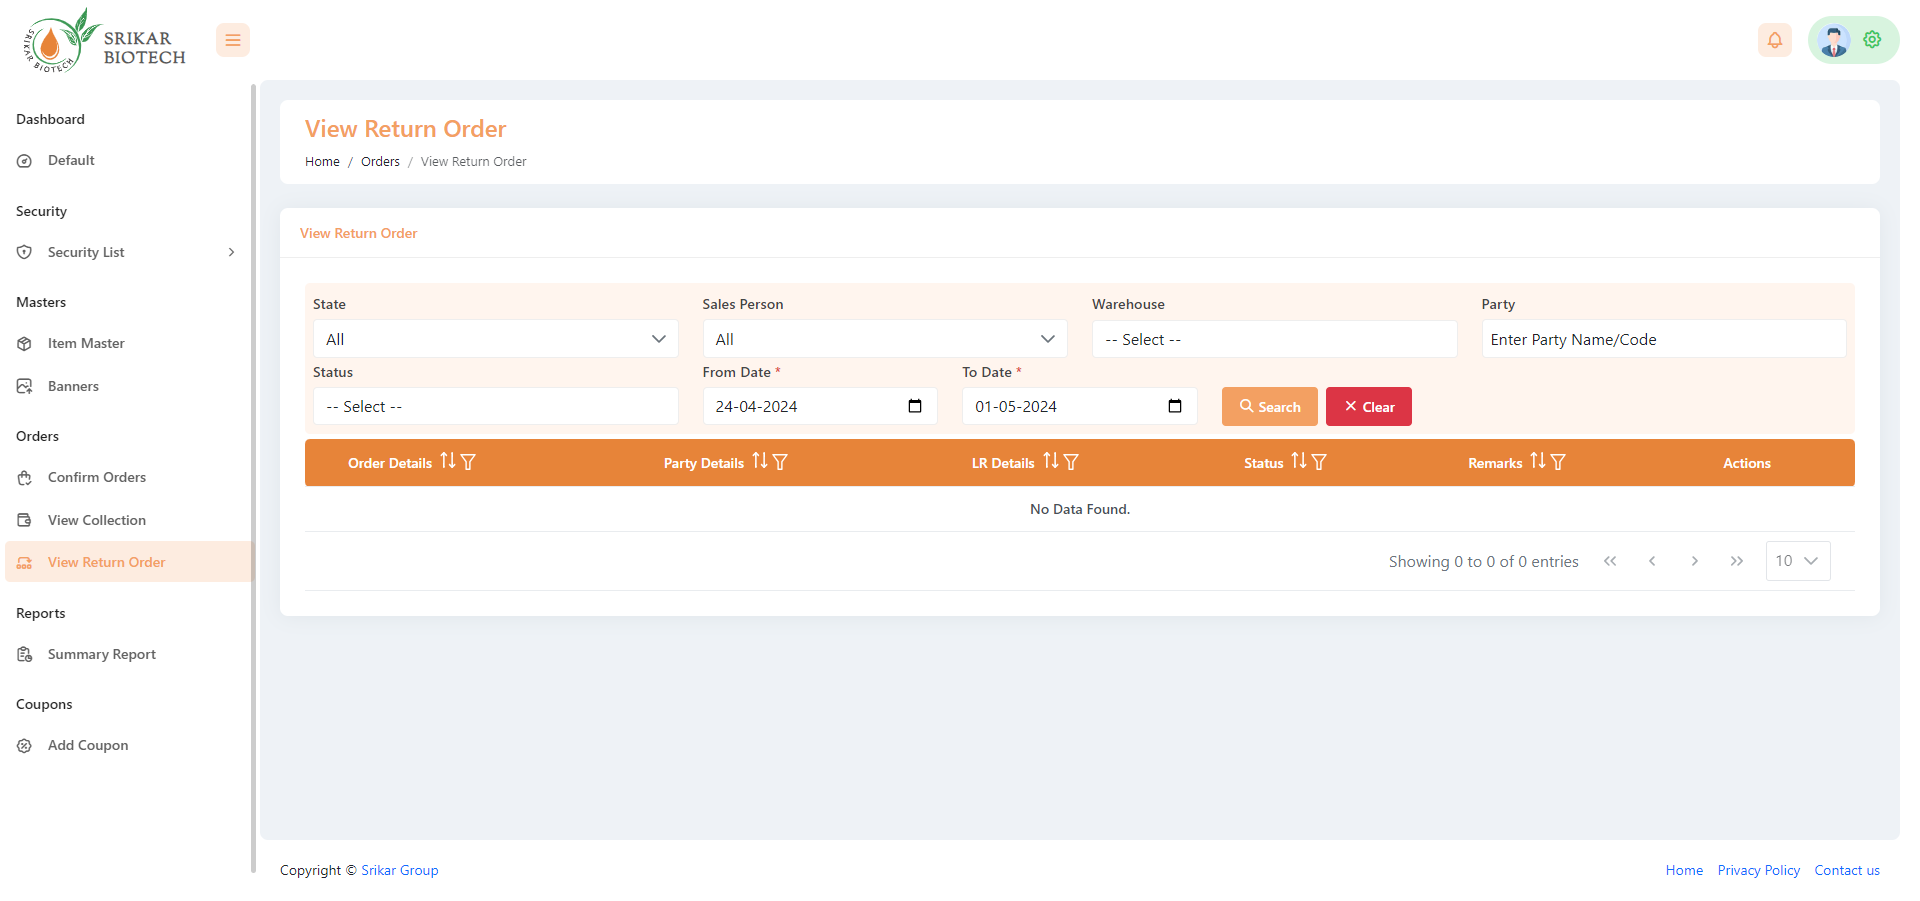 SRIKAR BIOTECH
SRIKAR
BIOTECH
Dashboard
Default
Security
Security List
Masters
Item Master
Banners
Orders
Confirm Orders
View Collection
View Return Order
Reports
Summary Report
Coupons
Add Coupon
View Return Order
Home / Orders / View Return Order
View Return Order
State Sales Person Warehouse Party
All All -- Select -- Enter Party Name/Code
Status From Date * To Date *
-- Select -- 24-04-2024 01-05-2024 Search Clear
Order Details Party Details LR Details Status Remarks Actions
No Data Found.
Showing 0 to 0 of 0 entries 10
Copyright © Srikar Group Home Privacy Policy Contact us